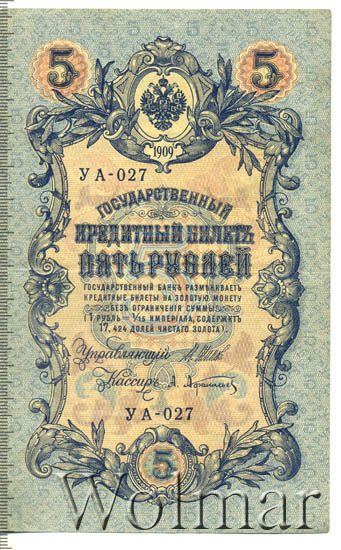 5 5
1909
УА-027
ГОСУДАРСТВЕННЫЙ
КРЕДИТНЫЙ БИЛЕТЪ
ПЯТЬ РУБЛЕЙ
ГОСУДАРСТВЕННЫЙ БАНКЪ РАЗМѢНИВАЕТЪ
КРЕДИТНЫЕ БИЛЕТЫ НА ЗОЛОТУЮ МОНЕТУ
БЕЗЪ ОГРАНИЧЕНІЯ СУММЫ
(1 РУБЛЬ = 1/15 ИМПЕРІАЛА, СОДЕРЖИТЪ
17,424 ДОЛЕЙ ЧИСТАГО ЗОЛОТА).
Управляющій
Кассиръ
УА-027
5
Wolmar